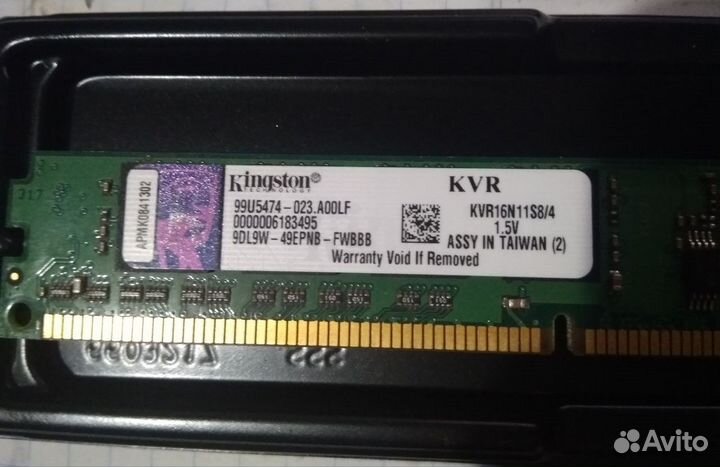 317
APMK0841302
Kingston®
TECHNOLOGY
KVR
99U5474-023.A00LF
0000006183495
9DL9W-49EPNB-FWBBB
KVR16N11S8/4
1.5V
ASSY IN TAIWAN (2)
Warranty Void If Removed
Avito